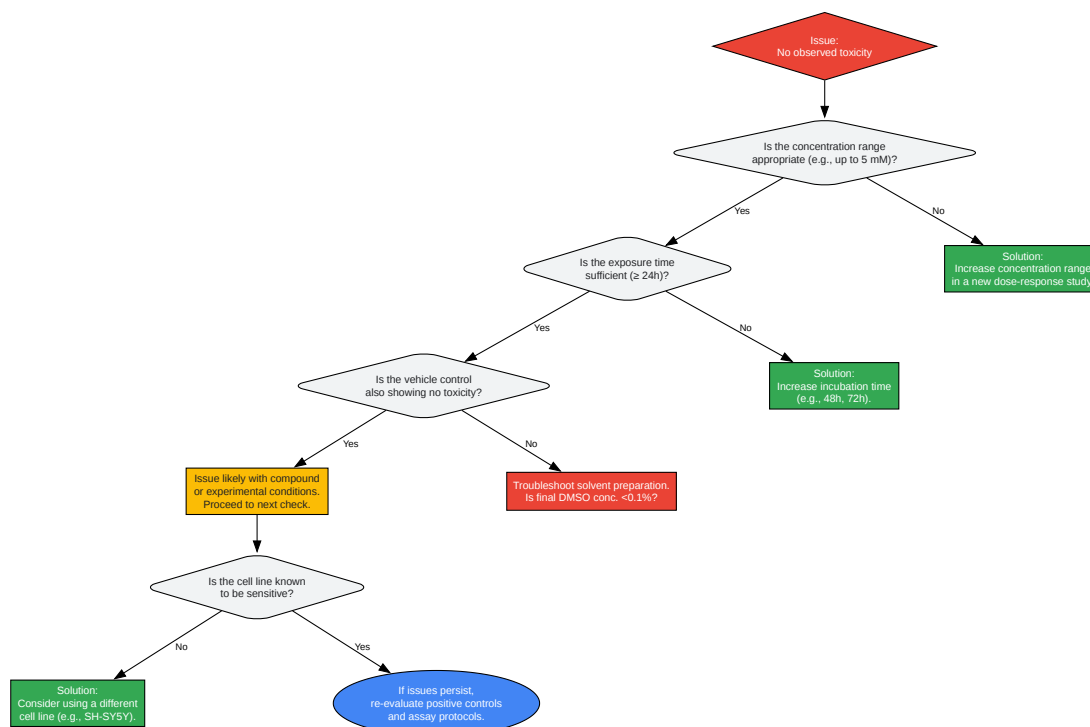 Issue:
No observed toxicity
Is the concentration range
appropriate (e.g., up to 5 mM)?
Yes
No
Is the exposure time
sufficient (≥ 24h)?
Solution:
Increase concentration range
in a new dose-response study.
Yes
No
Is the vehicle control
also showing no toxicity?
Solution:
Increase incubation time
(e.g., 48h, 72h).
Yes
No
Issue likely with compound
or experimental conditions.
Proceed to next check.
Troubleshoot solvent preparation.
Is final DMSO conc. <0.1%?
Is the cell line known
to be sensitive?
No
Yes
Solution:
Consider using a different
cell line (e.g., SH-SY5Y).
If issues persist,
re-evaluate positive controls
and assay protocols.